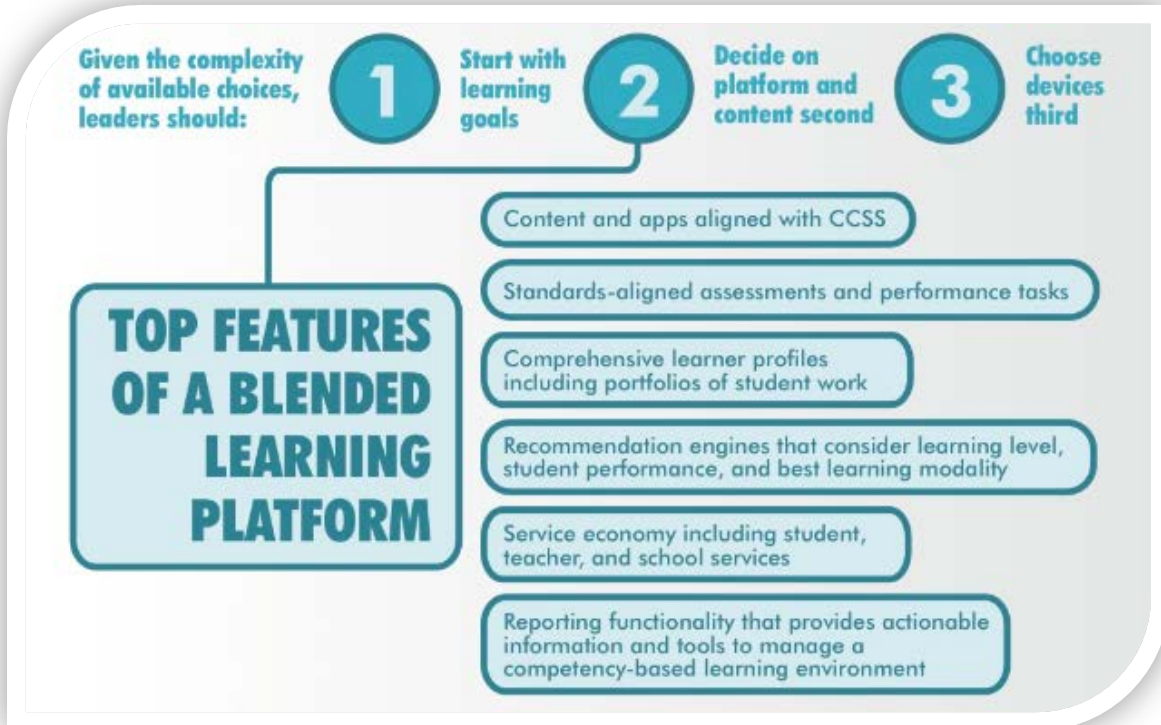 Given the complexity
of available choices,
leaders should:
1
Start with
learning
goals
2
Decide on
platform and
content second
3
Choose
devices
third
TOP FEATURES
OF A BLENDED
LEARNING
PLATFORM
Content and apps aligned with CCSS
Standards-aligned assessments and performance tasks
Comprehensive learner profiles
including portfolios of student work
Recommendation engines that consider learning level,
student performance, and best learning modality
Service economy including student,
teacher, and school services
Reporting functionality that provides actionable
information and tools to manage a
competency-based learning environment